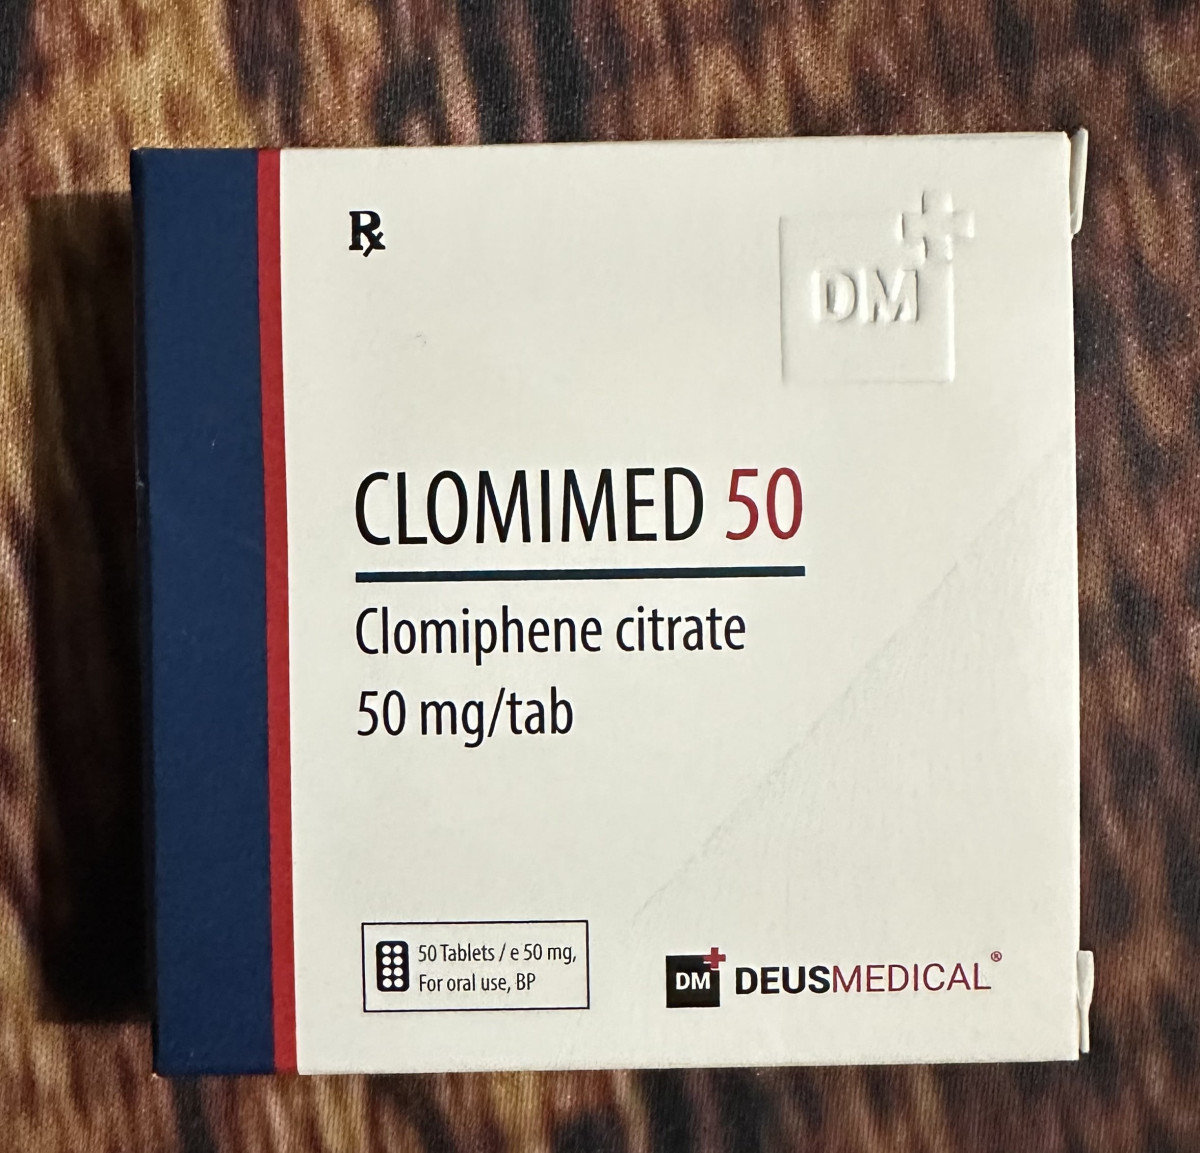 ℞
DM
CLOMIMED 50
Clomiphene citrate
50 mg/tab
50 Tablets / e 50 mg,
For oral use, BP
DM DEUSMEDICAL®